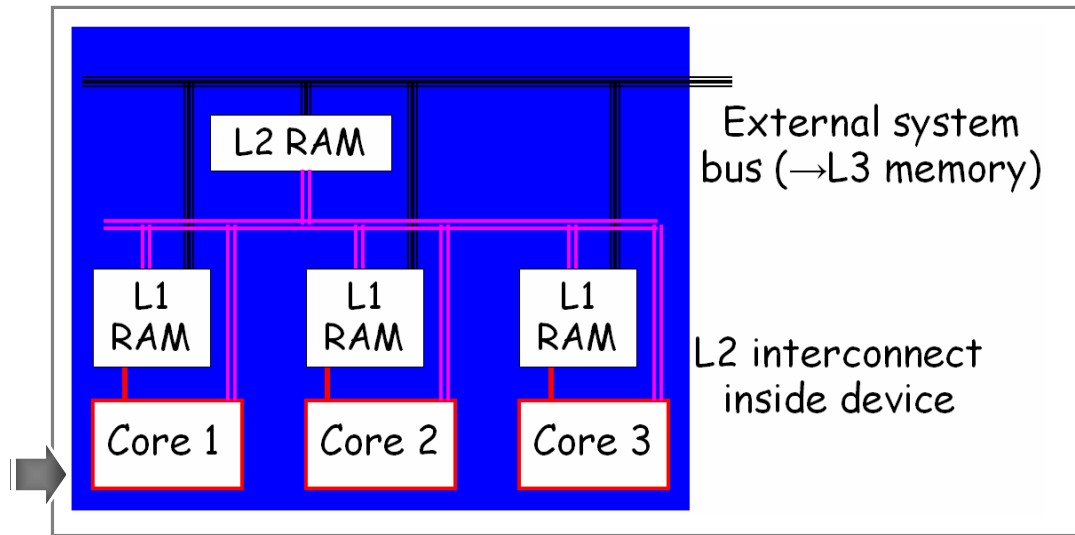 External system
bus (→L3 memory)
L2 RAM
L1
RAM
L1
RAM
L1
RAM
L2 interconnect
inside device
Core 1
Core 2
Core 3